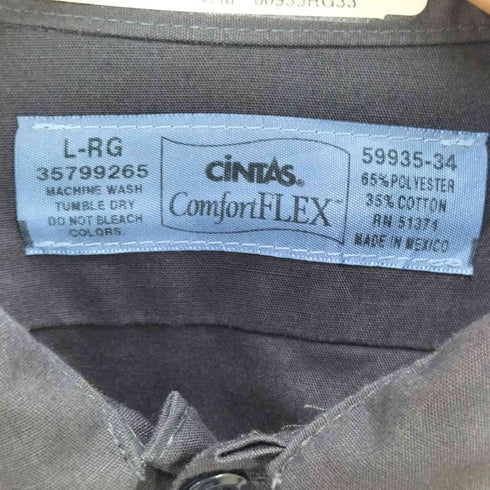 L-RG
35799265
MACHINE WASH
TUMBLE DRY
DO NOT BLEACH
COLORS.
CINTAS®
ComfortFLEX™
59935-34
65% POLYESTER
35% COTTON
RN 51374
MADE IN MEXICO